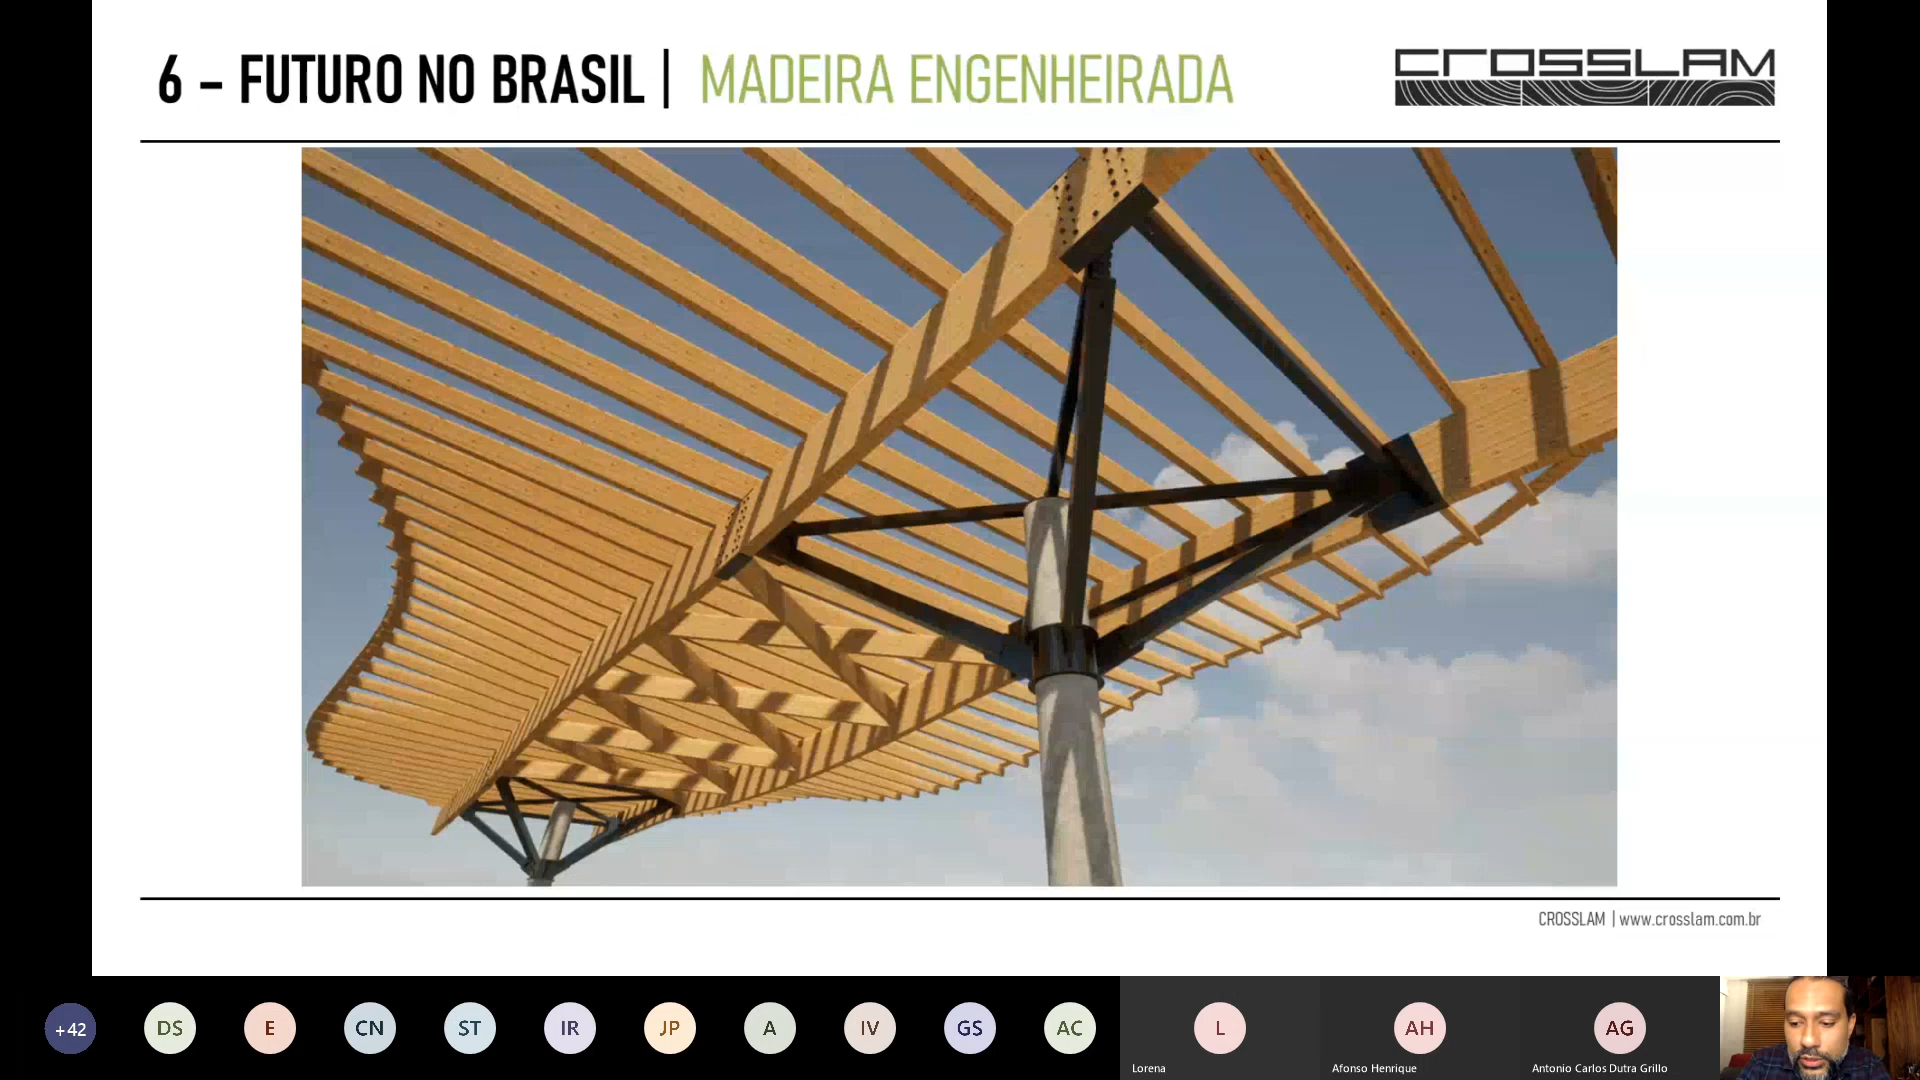 6 – FUTURO NO BRASIL | MADEIRA ENGENHEIRADA
CROSSLAM
CROSSLAM | www.crosslam.com.br
+42
DS
E
CN
ST
IR
JP
A
IV
GS
AC
L
AH
AG
Lorena
Afonso Henrique
Antonio Carlos Dutra Grillo